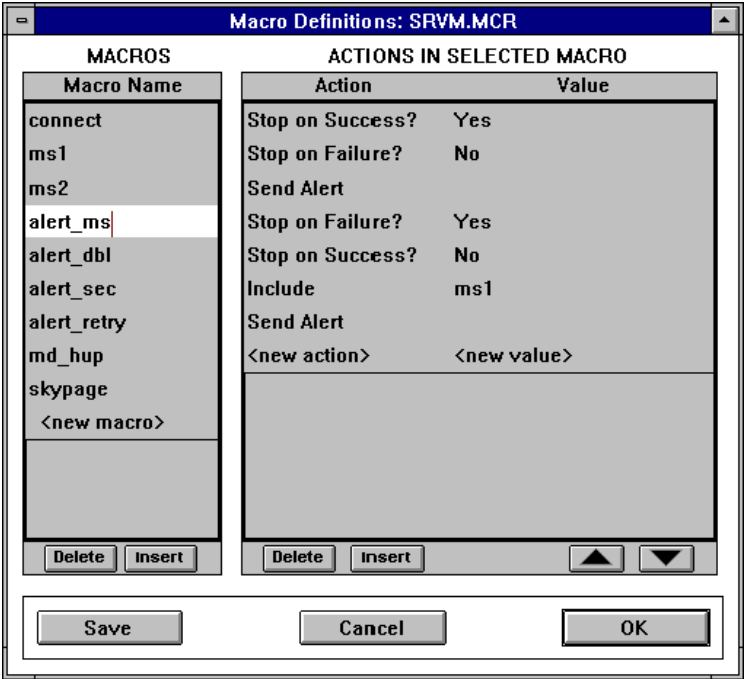 Macro Definitions: SRVM.MCR
MACROS
Macro Name
connect
ms1
ms2
alert_ms
alert_dbl
alert_sec
alert_retry
md_hup
skypage
<new macro>
Delete Insert
ACTIONS IN SELECTED MACRO
Action Value
Stop on Success? Yes
Stop on Failure? No
Send Alert
Stop on Failure? Yes
Stop on Success? No
Include ms1
Send Alert
<new action> <new value>
Delete Insert
Save Cancel OK